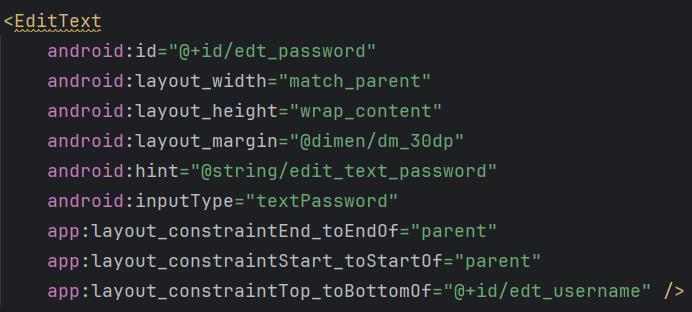 <EditText
android:id="@+id/edt_password"
android:layout_width="match_parent"
android:layout_height="wrap_content"
android:layout_margin="@dimen/dm_30dp"
android:hint="@string/edit_text_password"
android:inputType="textPassword"
app:layout_constraintEnd_toEndOf="parent"
app:layout_constraintStart_toStartOf="parent"
app:layout_constraintTop_toBottomOf="@+id/edt_username" />